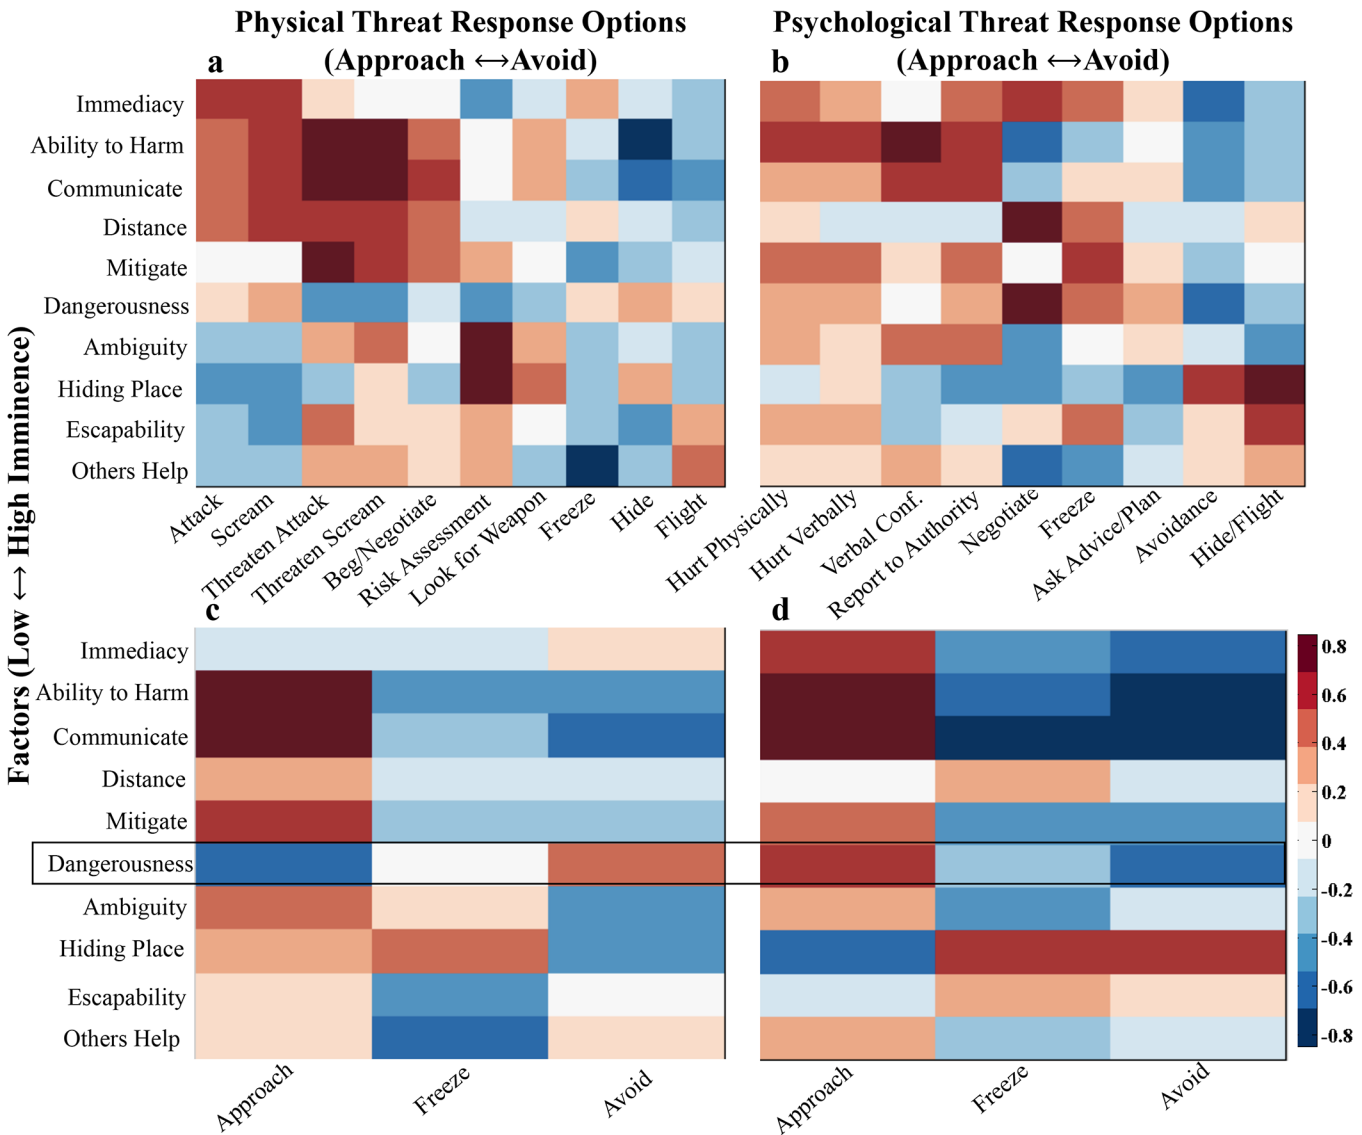 Physical Threat Response Options
(Approach ↔ Avoid)
Psychological Threat Response Options
(Approach ↔ Avoid)
a
b
Immediacy
Ability to Harm
Communicate
Distance
Mitigate
Dangerousness
Ambiguity
Hiding Place
Escapability
Others Help
Attack
Scream
Threaten Attack
Threaten Scream
Beg/Negotiate
Risk Assessment
Look for Weapon
Freeze
Hide
Flight
Hurt Physically
Hurt Verbally
Verbal Conf.
Report to Authority
Negotiate
Freeze
Ask Advice/Plan
Avoidance
Hide/Flight
Factors (Low ↔ High Imminence)
c
d
Immediacy
Ability to Harm
Communicate
Distance
Mitigate
Dangerousness
Ambiguity
Hiding Place
Escapability
Others Help
Approach
Freeze
Avoid
Approach
Freeze
Avoid
0.8
0.6
0.4
0.2
0
-0.2
-0.4
-0.6
-0.8